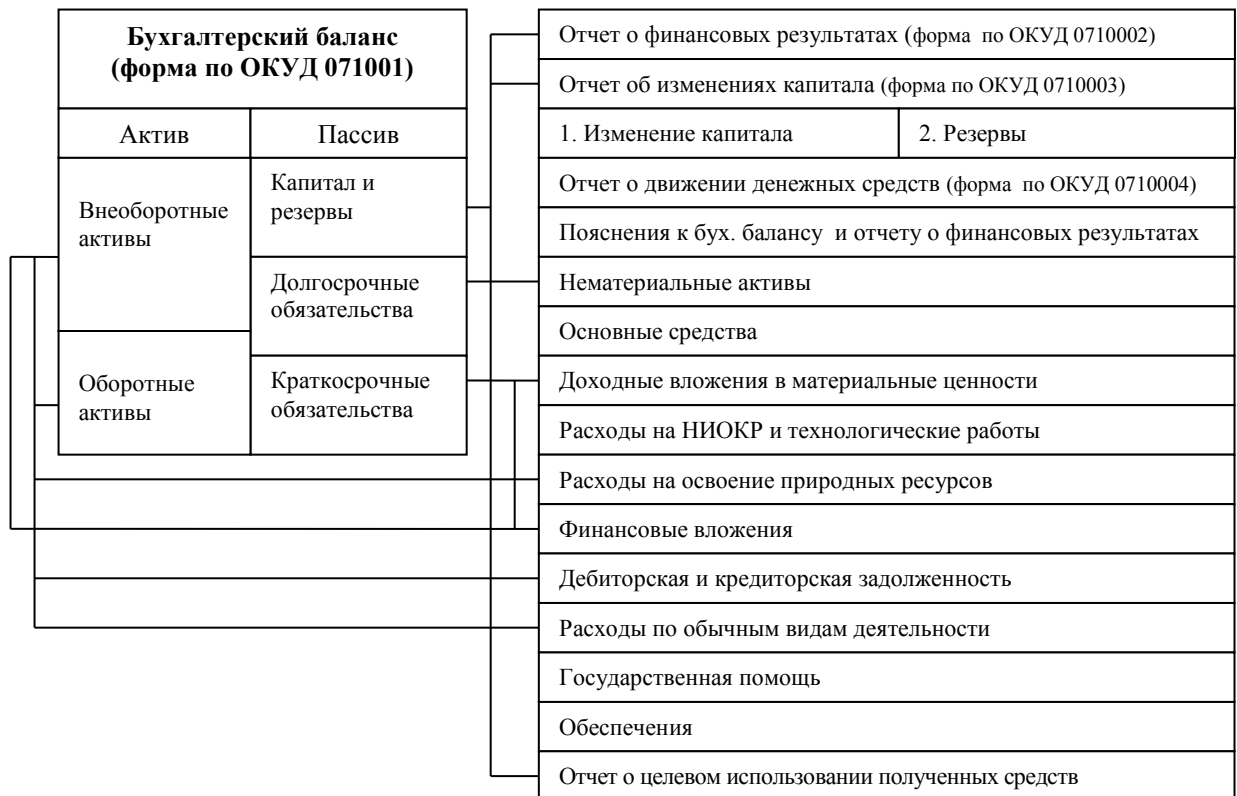 Бухгалтерский баланс
(форма по ОКУД 071001)
Актив
Пассив
Внеоборотные
активы
Оборотные
активы
Капитал и
резервы
Долгосрочные
обязательства
Краткосрочные
обязательства
Отчет о финансовых результатах (форма по ОКУД 0710002)
Отчет об изменениях капитала (форма по ОКУД 0710003)
1. Изменение капитала
2. Резервы
Отчет о движении денежных средств (форма по ОКУД 0710004)
Пояснения к бух. балансу и отчету о финансовых результатах
Нематериальные активы
Основные средства
Доходные вложения в материальные ценности
Расходы на НИОКР и технологические работы
Расходы на освоение природных ресурсов
Финансовые вложения
Дебиторская и кредиторская задолженность
Расходы по обычным видам деятельности
Государственная помощь
Обеспечения
Отчет о целевом использовании полученных средств